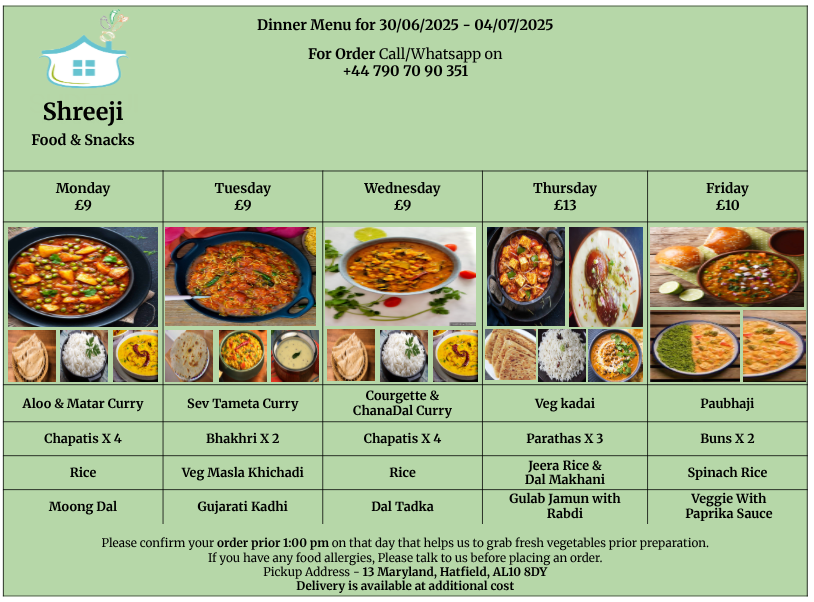 Dinner Menu for 30/06/2025 - 04/07/2025
For Order Call/Whatsapp on
+44 790 70 90 351
Shreeji
Food & Snacks
Monday
£9
Tuesday
£9
Wednesday
£9
Thursday
£13
Friday
£10
Aloo & Matar Curry
Sev Tameta Curry
Courgette &
ChanaDal Curry
Veg kadai
Paubhaji
Chapatis X 4
Bhakhri X 2
Chapatis X 4
Parathas X 3
Buns X 2
Rice
Veg Masla Khichadi
Rice
Jeera Rice &
Dal Makhani
Spinach Rice
Moong Dal
Gujarati Kadhi
Dal Tadka
Gulab Jamun with
Rabdi
Veggie With
Paprika Sauce
Please confirm your order prior 1:00 pm on that day that helps us to grab fresh vegetables prior preparation.
If you have any food allergies, Please talk to us before placing an order.
Pickup Address - 13 Maryland, Hatfield, AL10 8DY
Delivery is available at additional cost